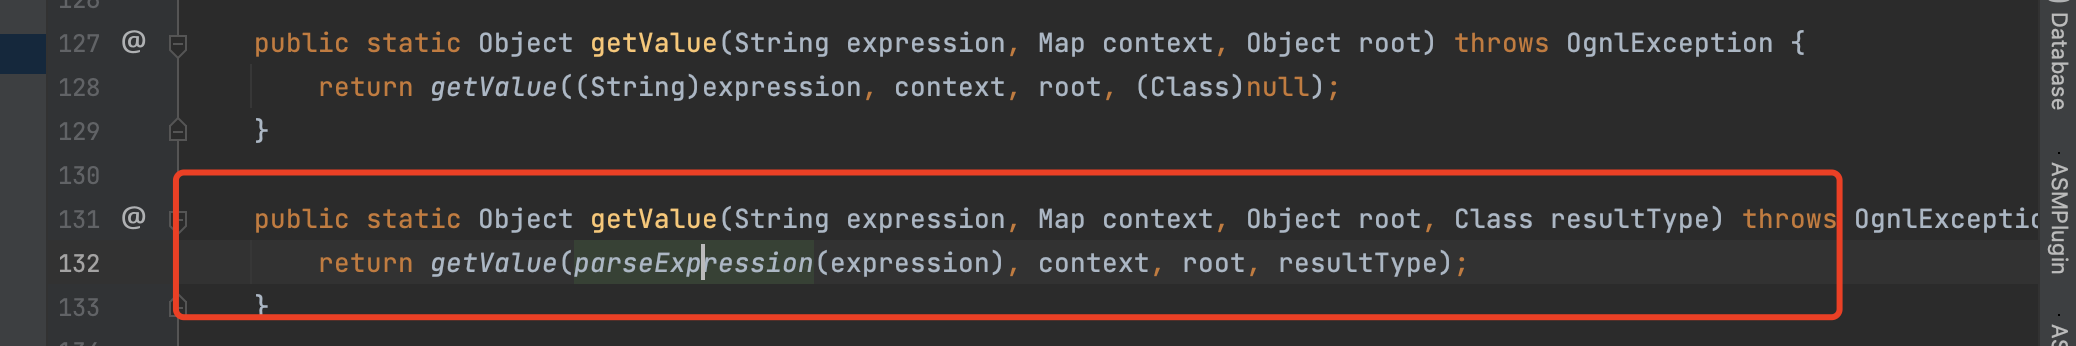 127 @ public static Object getValue(String expression, Map context, Object root) throws OgnlException {
128 return getValue((String)expression, context, root, (Class)null);
129 }
130
131 @ public static Object getValue(String expression, Map context, Object root, Class resultType) throws OgnlExceptio
132 return getValue(parseExpression(expression), context, root, resultType);
133 }
Database
ASMPlugin
AS